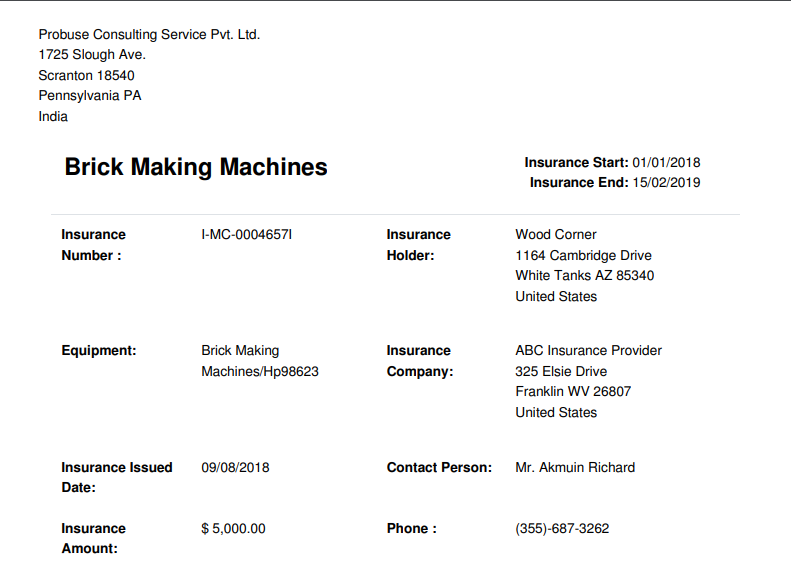 Probuse Consulting Service Pvt. Ltd.
1725 Slough Ave.
Scranton 18540
Pennsylvania PA
India
Brick Making Machines
Insurance Start: 01/01/2018
Insurance End: 15/02/2019
Insurance Number :
I-MC-0004657I
Insurance Holder:
Wood Corner
1164 Cambridge Drive
White Tanks AZ 85340
United States
Equipment:
Brick Making
Machines/Hp98623
Insurance
Company:
ABC Insurance Provider
325 Elsie Drive
Franklin WV 26807
United States
Insurance Issued
Date:
09/08/2018
Contact Person:
Mr. Akmuin Richard
Insurance
Amount:
$ 5,000.00
Phone :
(355)-687-3262